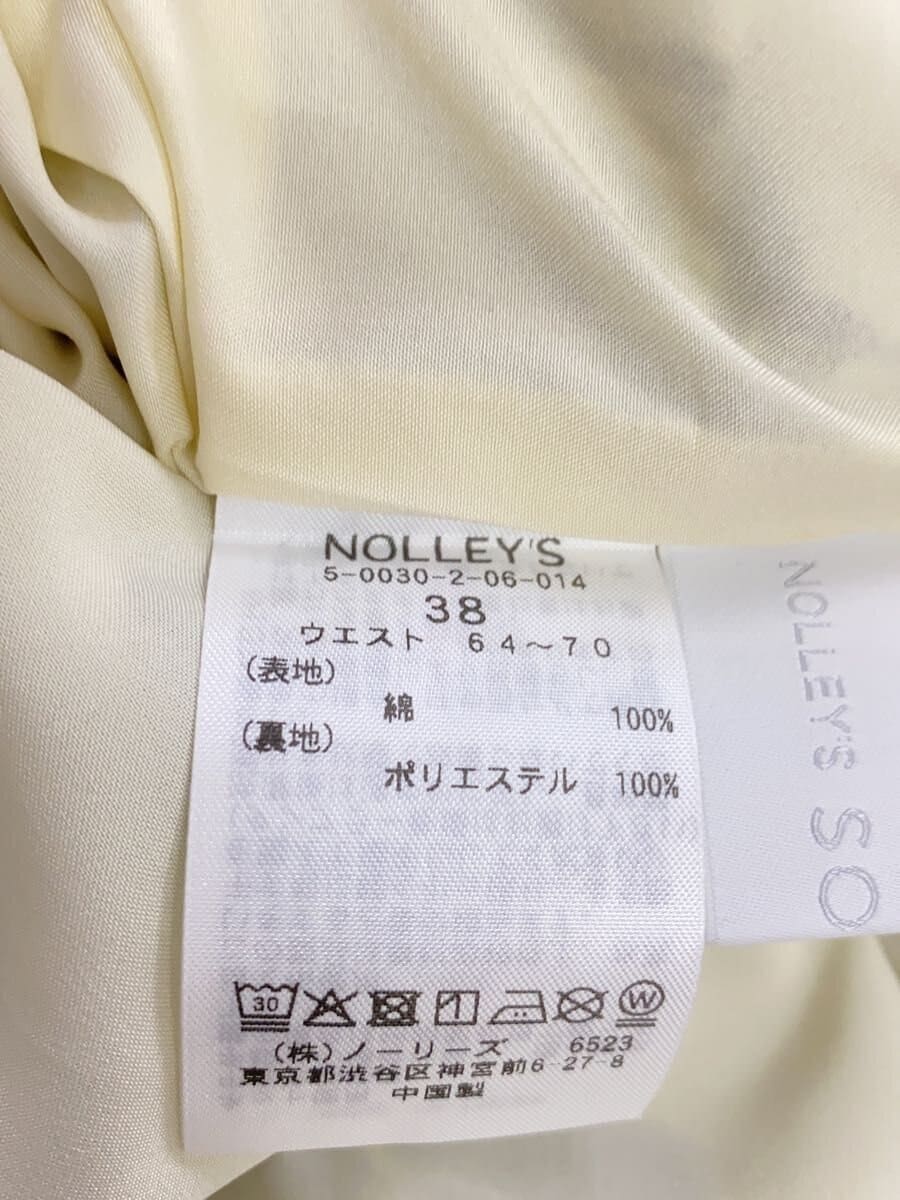 NOLLEY'S
5-0030-2-06-014
38
ウエスト 64～70
(表地)
綿 100%
(裏地)
ポリエステル 100%
30
W
(株)ノーリーズ 6523
東京都渋谷区神宮前6-27-8
中国製
NOLLEY'S SO